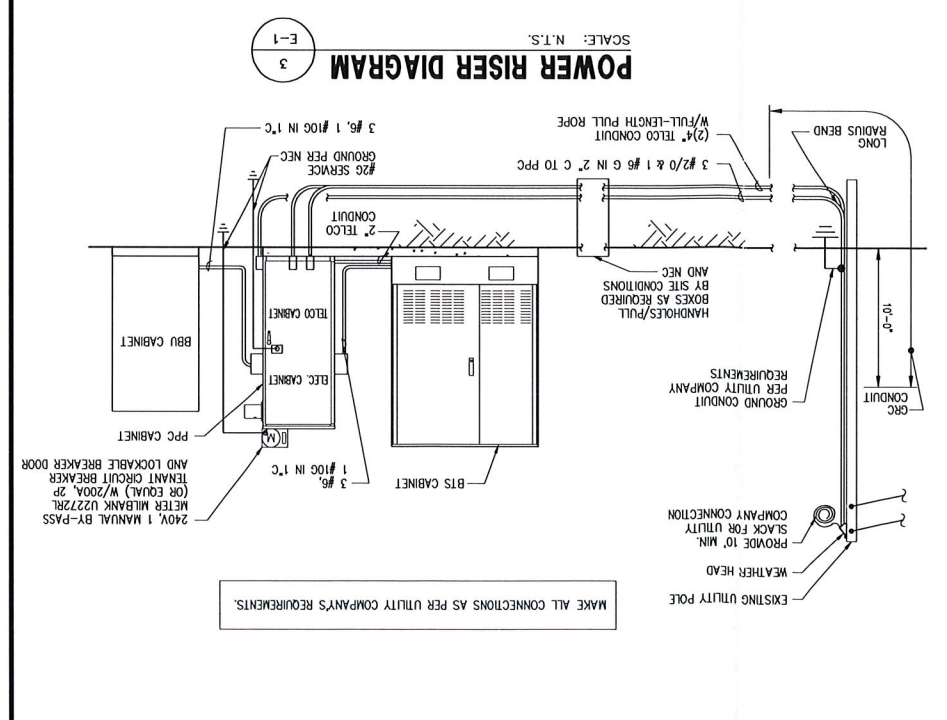 MAKE ALL CONNECTIONS AS PER UTILITY COMPANY'S REQUIREMENTS.
EXISTING UTILITY POLE
WEATHER HEAD
PROVIDE 10' MIN.
SLACK FOR UTILITY
COMPANY CONNECTION
GRC
CONDUIT
10'-0"
GROUND CONDUIT
PER UTILITY COMPANY
REQUIREMENTS
HANDHOLES/PULL
BOXES AS REQUIRED
BY SITE CONDITIONS
AND NEC
LONG
RADIUS BEND
3 #2/0 & 1 #6 G IN 2" C TO PPC
(2)4" TELCO CONDUIT
W/FULL-LENGTH PULL ROPE
BTS CABINET
3 #6,
1 #10G IN 1"C
2" TELCO
CONDUIT
240V, 1 MANUAL BY-PASS
METER MILBANK U2272RL
(OR EQUAL) W/200A, 2P
TENANT CIRCUIT BREAKER
AND LOCKABLE BREAKER DOOR
M
PPC CABINET
ELEC. CABINET
TELCO CABINET
BBU CABINET
#2G SERVICE
GROUND PER NEC
3 #6, 1 #10G IN 1"C
POWER RISER DIAGRAM
SCALE: N.T.S.
3
E-1